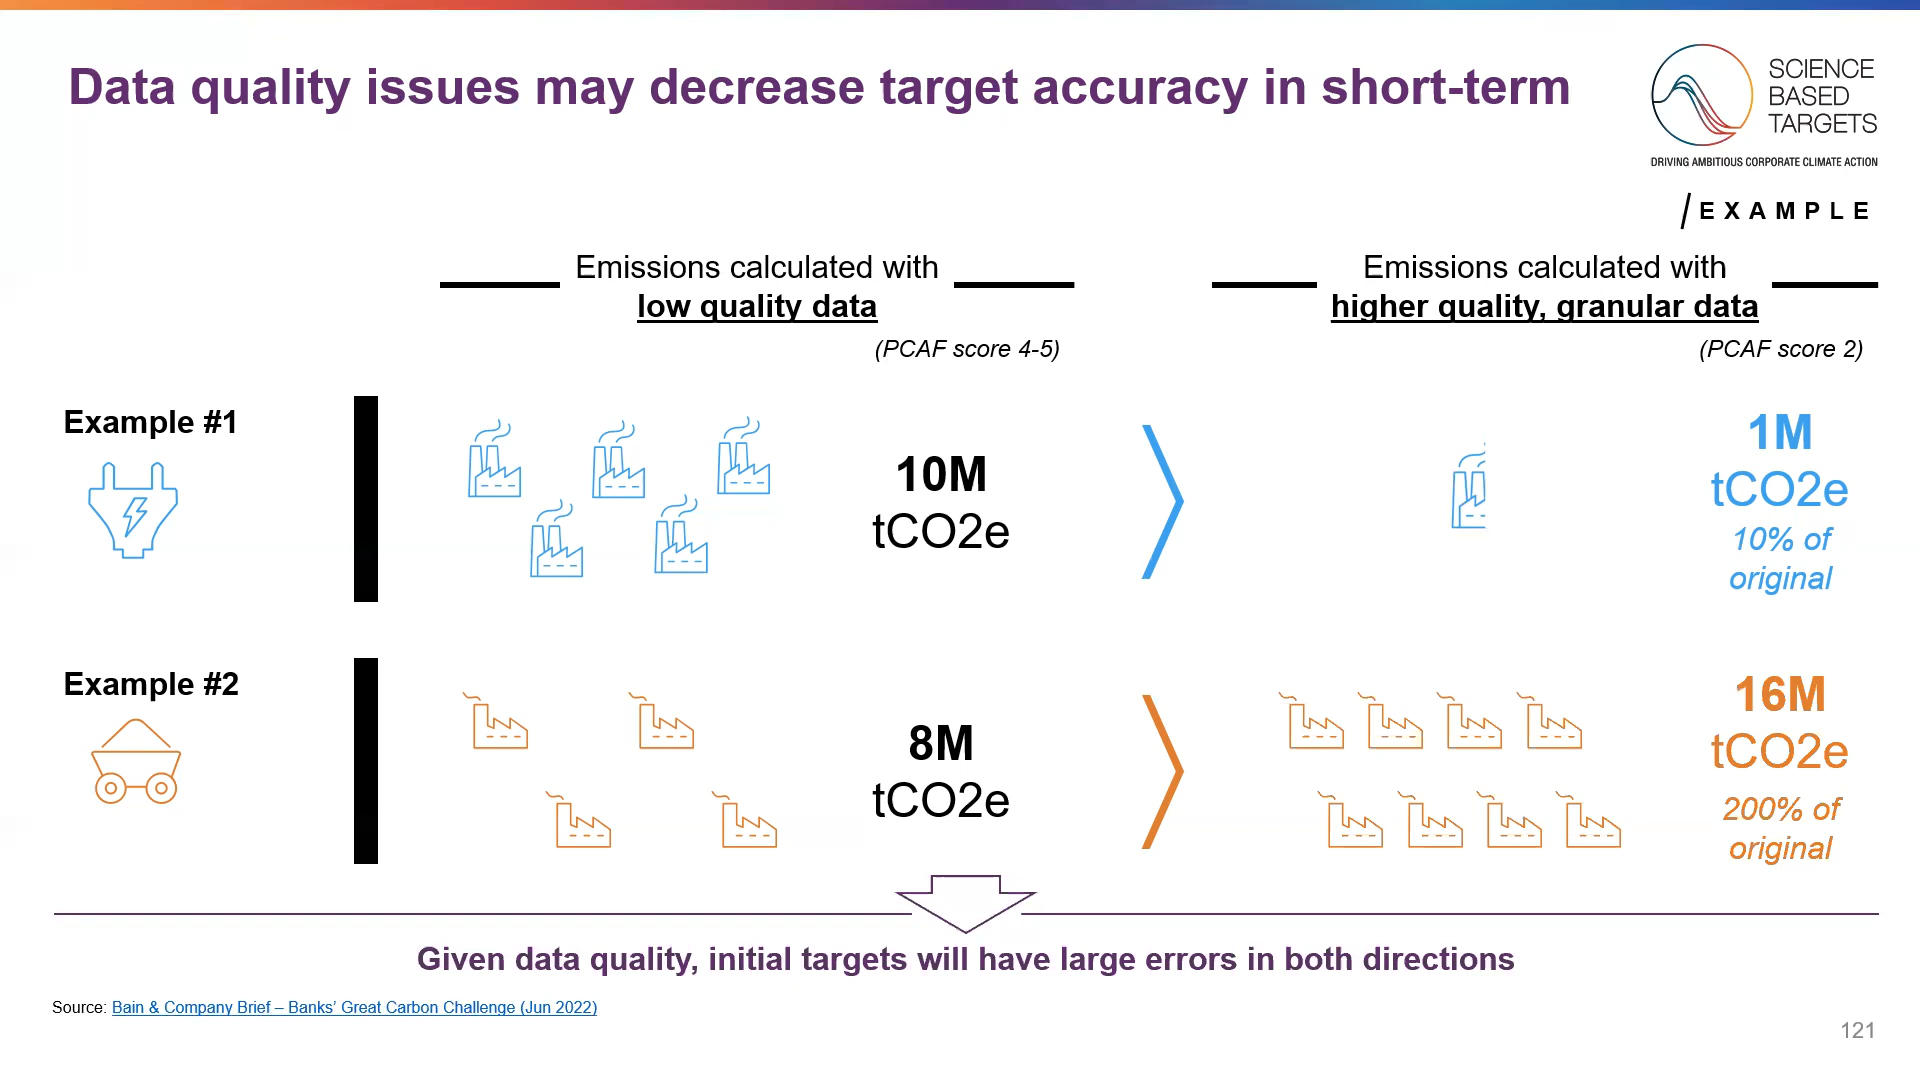 Data quality issues may decrease target accuracy in short-term
SCIENCE
BASED
TARGETS
DRIVING AMBITIOUS CORPORATE CLIMATE ACTION
EXAMPLE
Emissions calculated with
low quality data
(PCAF score 4-5)
Emissions calculated with
higher quality, granular data
(PCAF score 2)
Example #1
10M
tCO2e
1M
tCO2e
10% of
original
Example #2
8M
tCO2e
16M
tCO2e
200% of
original
Given data quality, initial targets will have large errors in both directions
Source: Bain & Company Brief – Banks’ Great Carbon Challenge (Jun 2022)
121